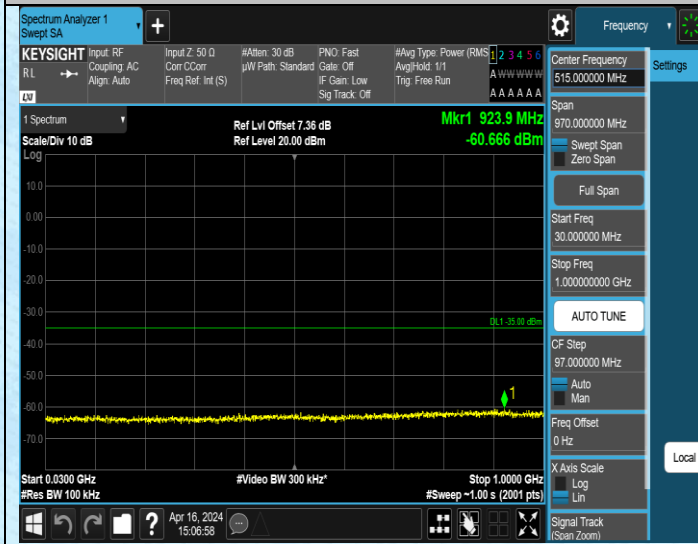 Spectrum Analyzer 1
Swept SA
+
Frequency
KEYSIGHT
RL
LXI
Input: RF
Coupling: AC
Align: Auto
Input Z: 50 Ω
Corr CCorr
Freq Ref: Int (S)
#Atten: 30 dB
µW Path: Standard
PNO: Fast
Gate: Off
IF Gain: Low
Sig Track: Off
#Avg Type: Power (RMS
Avg|Hold: 1/1
Trig: Free Run
1 2 3 4 5 6
A W W W W W
A A A A A A
Center Frequency
515.000000 MHz
Settings
Span
970.000000 MHz
Swept Span
Zero Span
Full Span
Start Freq
30.000000 MHz
Stop Freq
1.000000000 GHz
AUTO TUNE
CF Step
97.000000 MHz
Auto
Man
Freq Offset
0 Hz
X Axis Scale
Log
Lin
Signal Track
(Span Zoom)
Local
1 Spectrum
Scale/Div 10 dB
Ref Lvl Offset 7.36 dB
Ref Level 20.00 dBm
Mkr1 923.9 MHz
-60.666 dBm
Log
10.0
0.00
-10.0
-20.0
-30.0
DL1 -35.00 dBm
-40.0
-50.0
1
-60.0
-70.0
Start 0.0300 GHz
#Video BW 300 kHz*
Stop 1.0000 GHz
#Res BW 100 kHz
#Sweep ~1.00 s (2001 pts)
?
Apr 16, 2024
15:06:58